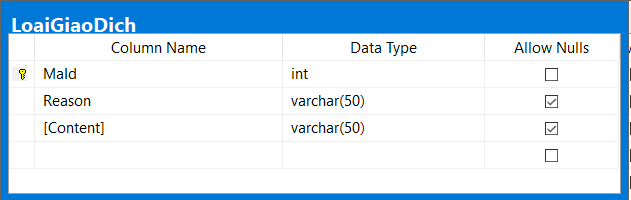 LoaiGiaoDich
Column Name Data Type Allow Nulls
MaId int
Reason varchar(50)
[Content] varchar(50)